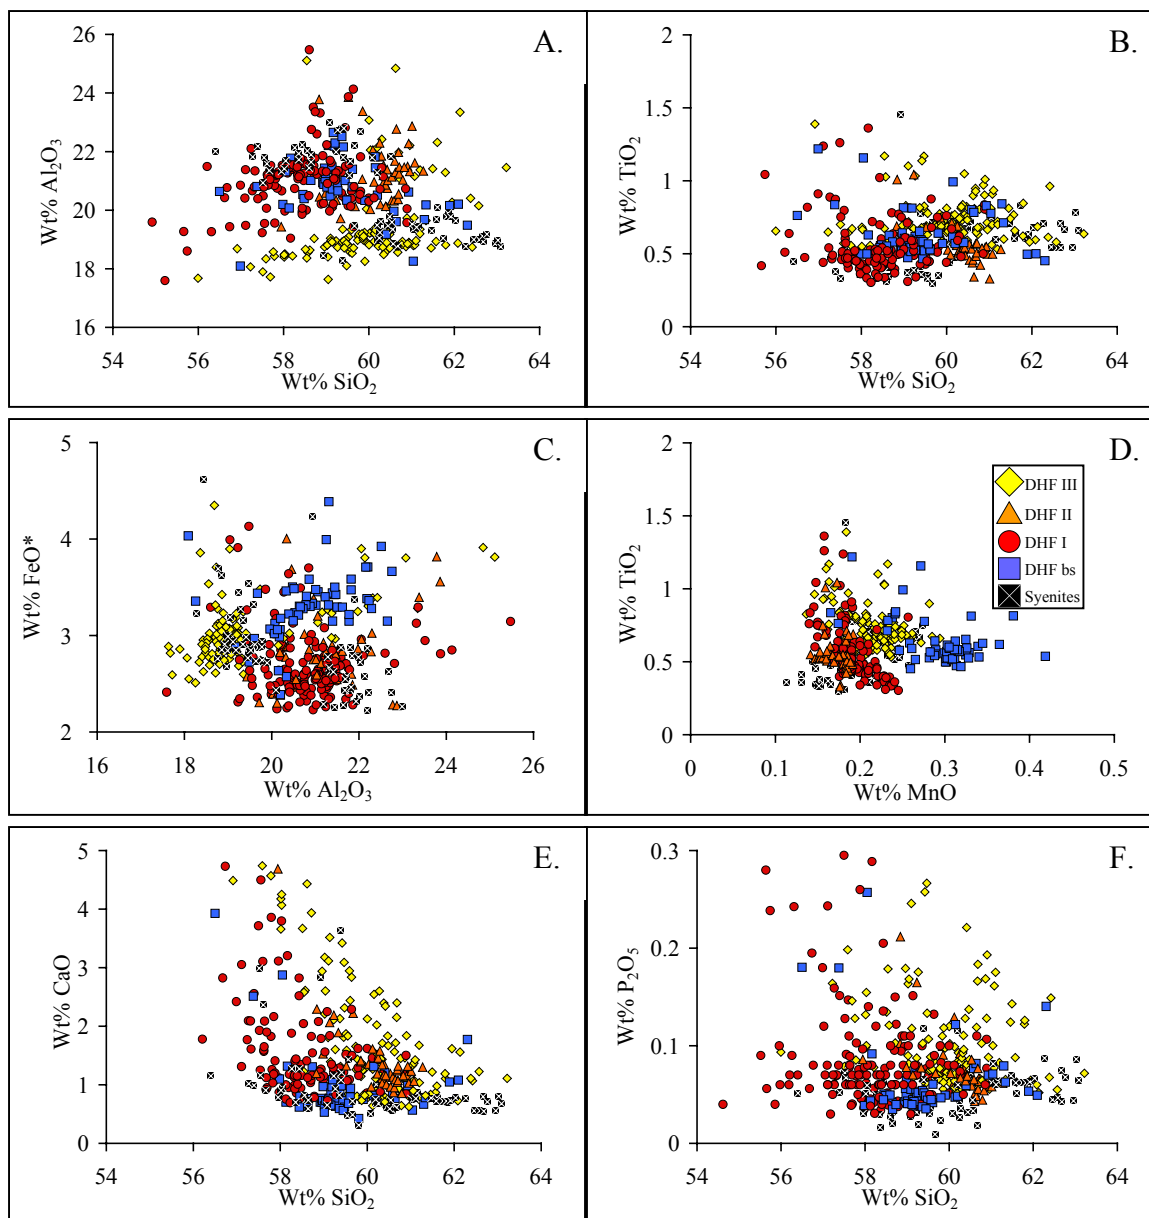 A.
Wt% Al₂O₃
26
24
22
20
18
16
54 56 58 60 62 64
Wt% SiO₂
B.
Wt% TiO₂
2
1.5
1
0.5
0
54 56 58 60 62 64
Wt% SiO₂
C.
Wt% FeO*
5
4
3
2
16 18 20 22 24 26
Wt% Al₂O₃
D.
Wt% TiO₂
2
1.5
1
0.5
0
0 0.1 0.2 0.3 0.4 0.5
Wt% MnO
DHF III
DHF II
DHF I
DHF bs
Syenites
E.
Wt% CaO
5
4
3
2
1
0
54 56 58 60 62 64
Wt% SiO₂
F.
Wt% P₂O₅
0.3
0.2
0.1
0
54 56 58 60 62 64
Wt% SiO₂